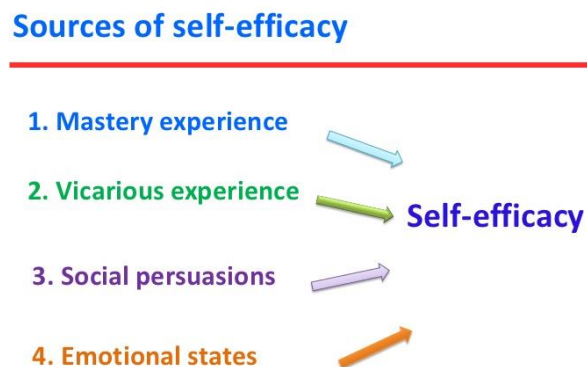 Sources of self-efficacy
1. Mastery experience
2. Vicarious experience
Self-efficacy
3. Social persuasions
4. Emotional states